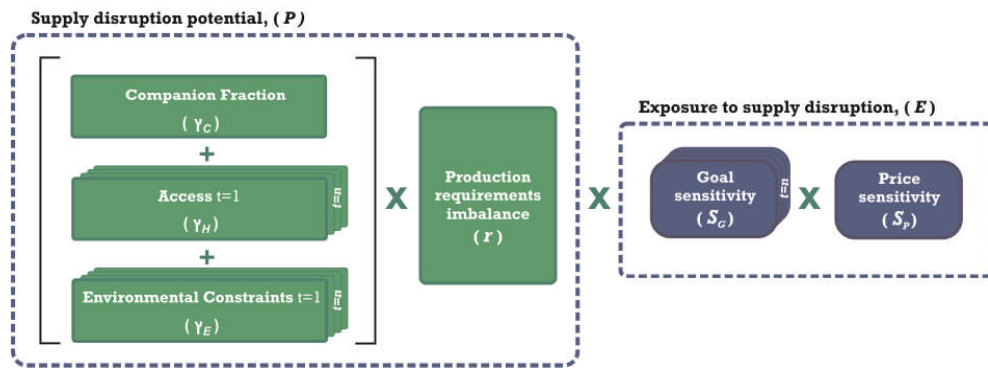 Supply disruption potential, (P)
Companion Fraction
(γC)
+
Access t=1
(γH)
t=n
+
Environmental Constraints t=1
(γE)
t=n
X
Production
requirements
imbalance
(r)
X
Exposure to supply disruption, (E)
Goal
sensitivity
(SG)
t=n
X
Price
sensitivity
(SP)